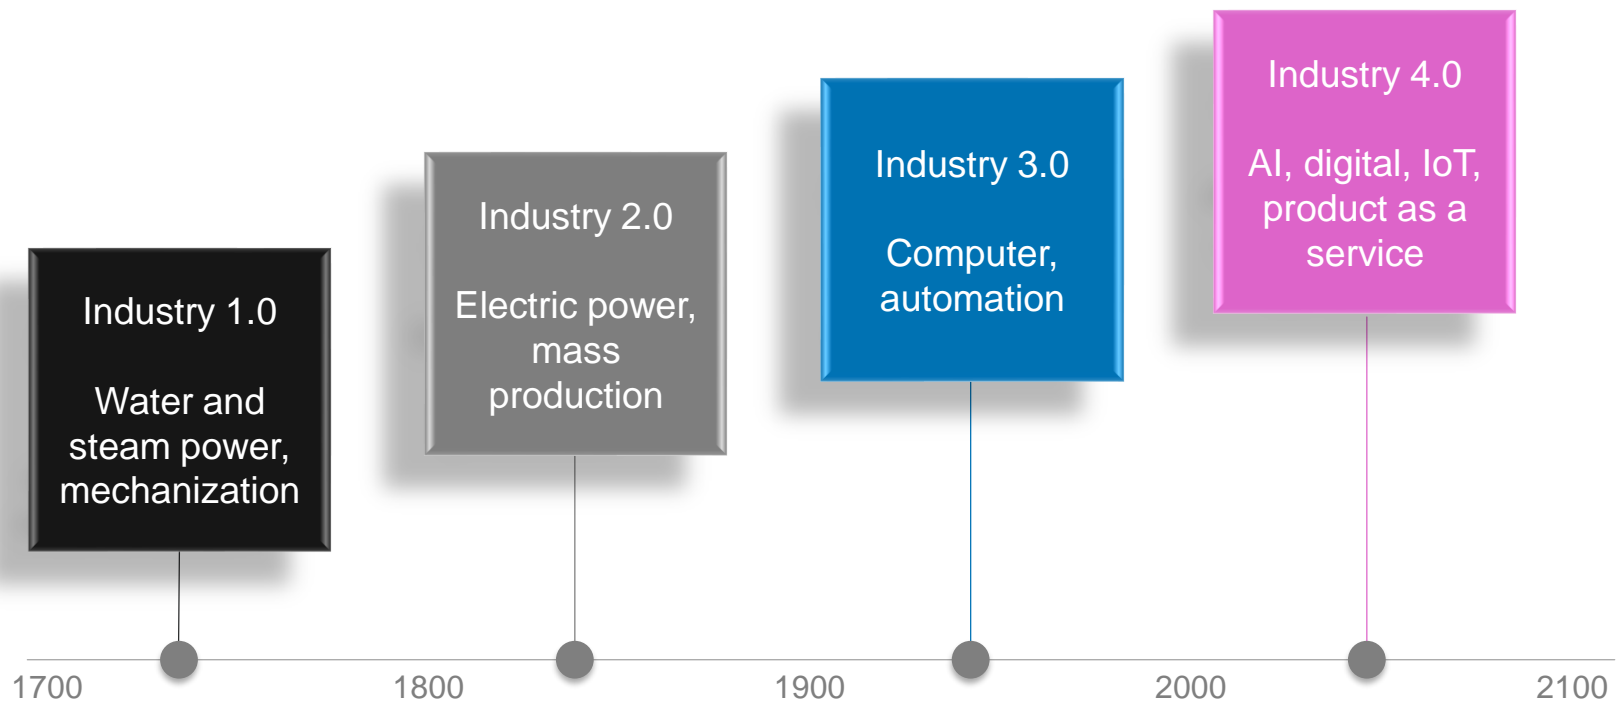 Industry 1.0
Water and
steam power,
mechanization
Industry 2.0
Electric power,
mass
production
Industry 3.0
Computer,
automation
Industry 4.0
AI, digital, IoT,
product as a
service
1700
1800
1900
2000
2100